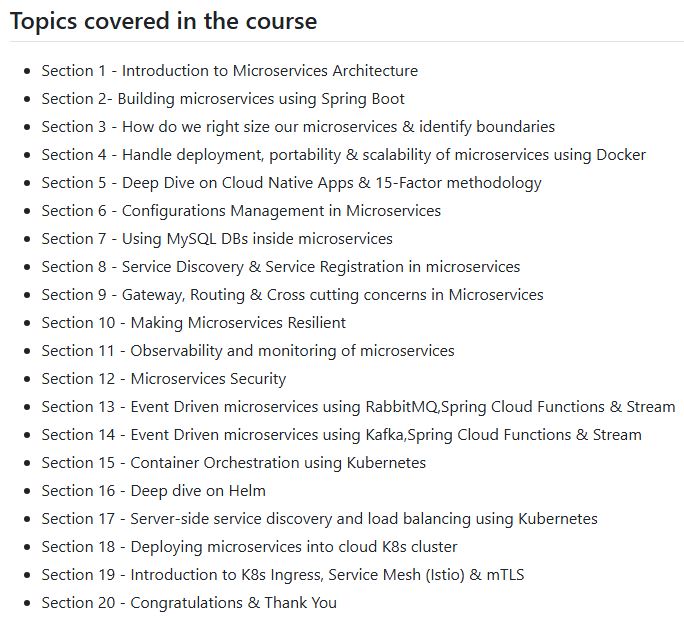 Topics covered in the course
Section 1 - Introduction to Microservices Architecture
Section 2- Building microservices using Spring Boot
Section 3 - How do we right size our microservices & identify boundaries
Section 4 - Handle deployment, portability & scalability of microservices using Docker
Section 5 - Deep Dive on Cloud Native Apps & 15-Factor methodology
Section 6 - Configurations Management in Microservices
Section 7 - Using MySQL DBs inside microservices
Section 8 - Service Discovery & Service Registration in microservices
Section 9 - Gateway, Routing & Cross cutting concerns in Microservices
Section 10 - Making Microservices Resilient
Section 11 - Observability and monitoring of microservices
Section 12 - Microservices Security
Section 13 - Event Driven microservices using RabbitMQ,Spring Cloud Functions & Stream
Section 14 - Event Driven microservices using Kafka,Spring Cloud Functions & Stream
Section 15 - Container Orchestration using Kubernetes
Section 16 - Deep dive on Helm
Section 17 - Server-side service discovery and load balancing using Kubernetes
Section 18 - Deploying microservices into cloud K8s cluster
Section 19 - Introduction to K8s Ingress, Service Mesh (Istio) & mTLS
Section 20 - Congratulations & Thank You